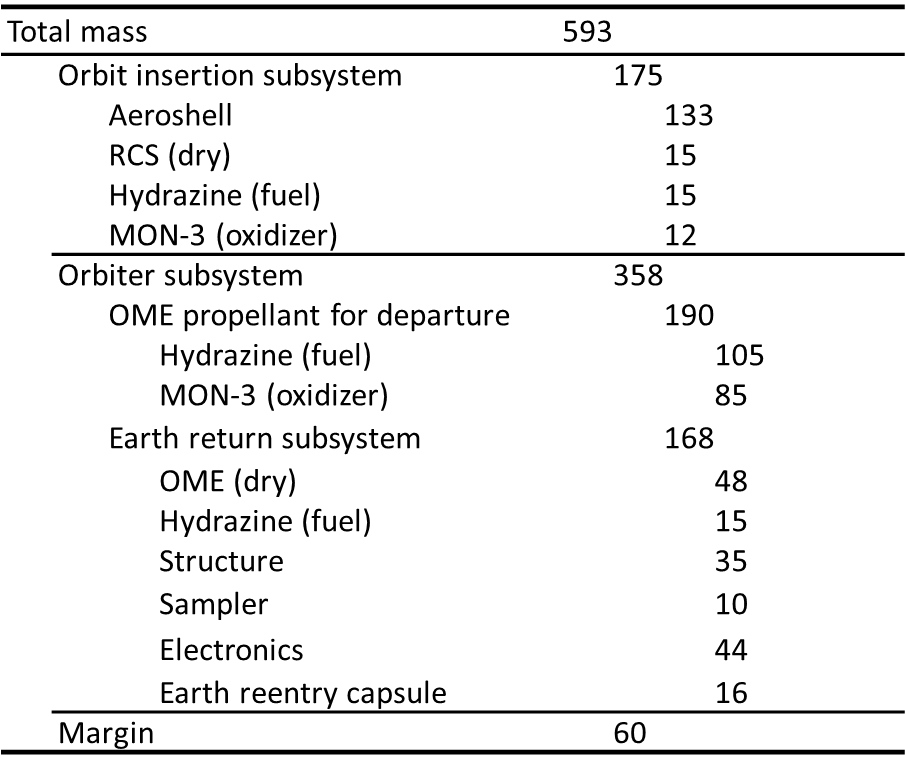 Total mass 593
Orbit insertion subsystem 175
Aeroshell 133
RCS (dry) 15
Hydrazine (fuel) 15
MON-3 (oxidizer) 12
Orbiter subsystem 358
OME propellant for departure 190
Hydrazine (fuel) 105
MON-3 (oxidizer) 85
Earth return subsystem 168
OME (dry) 48
Hydrazine (fuel) 15
Structure 35
Sampler 10
Electronics 44
Earth reentry capsule 16
Margin 60